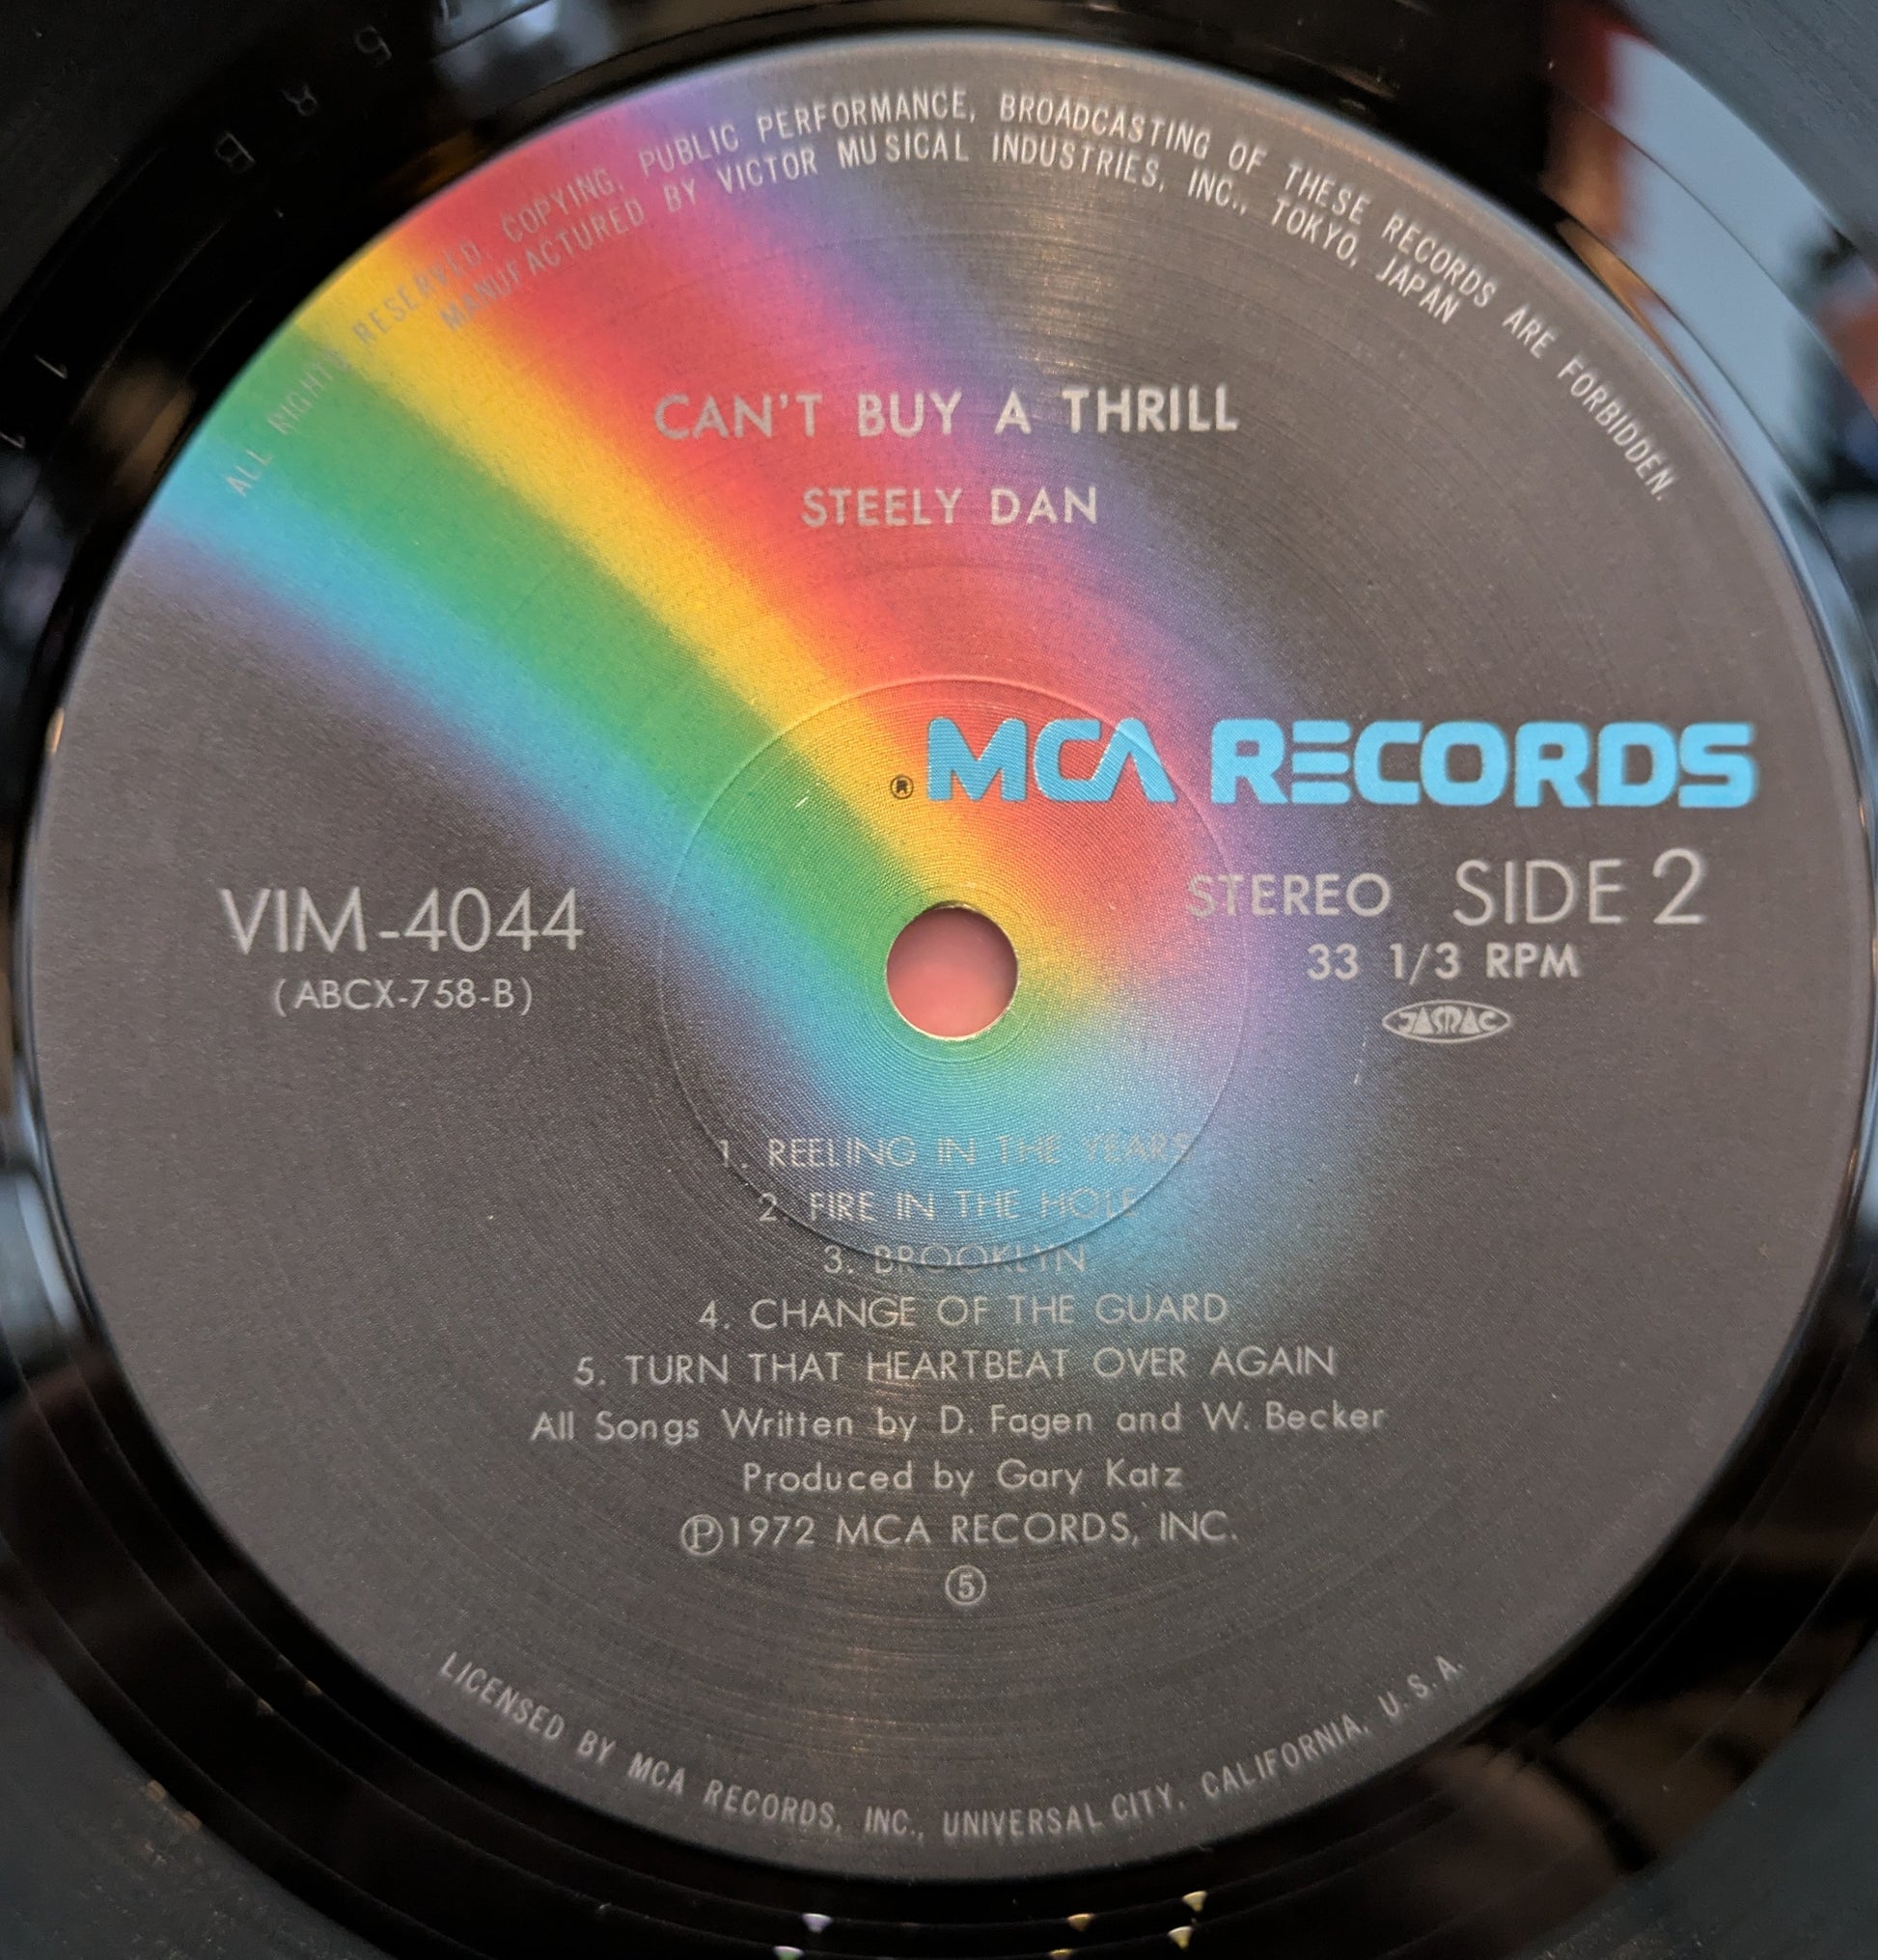 ALL RIGHTS RESERVED. COPYING, PUBLIC PERFORMANCE, BROADCASTING OF THESE RECORDS ARE FORBIDDEN.
MANUFACTURED BY VICTOR MUSICAL INDUSTRIES, INC., TOKYO, JAPAN
CAN'T BUY A THRILL
STEELY DAN
® MCA RECORDS
VIM-4044
(ABCX-758-B)
STEREO SIDE 2
33 1/3 RPM
JASRAC
1. REELING IN THE YEARS
2. FIRE IN THE HOLE
3. BROOKLYN
4. CHANGE OF THE GUARD
5. TURN THAT HEARTBEAT OVER AGAIN
All Songs Written by D. Fagen and W. Becker
Produced by Gary Katz
℗1972 MCA RECORDS, INC.
⑤
LICENSED BY MCA RECORDS, INC., UNIVERSAL CITY, CALIFORNIA, U.S.A.